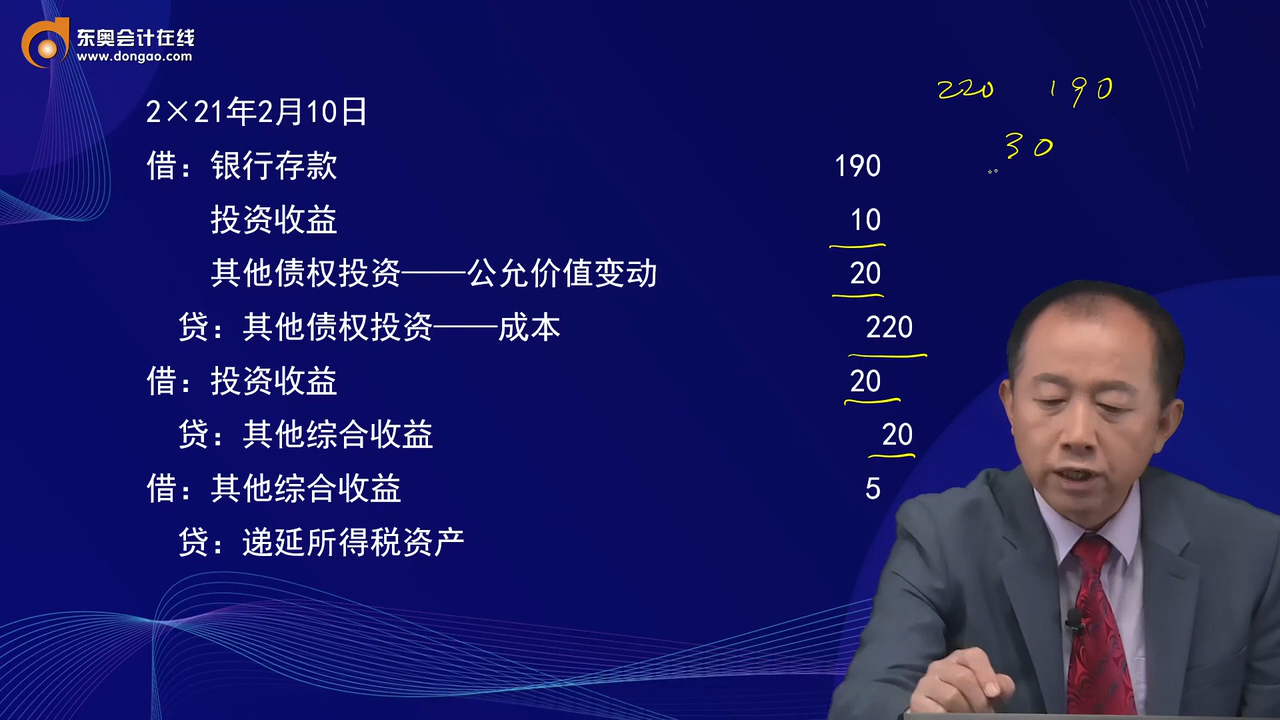 东奥会计在线
www.dongao.com
220 190
30
2×21年2月10日
借：银行存款 190
投资收益 10
其他债权投资——公允价值变动 20
贷：其他债权投资——成本 220
借：投资收益 20
贷：其他综合收益 20
借：其他综合收益 5
贷：递延所得税资产